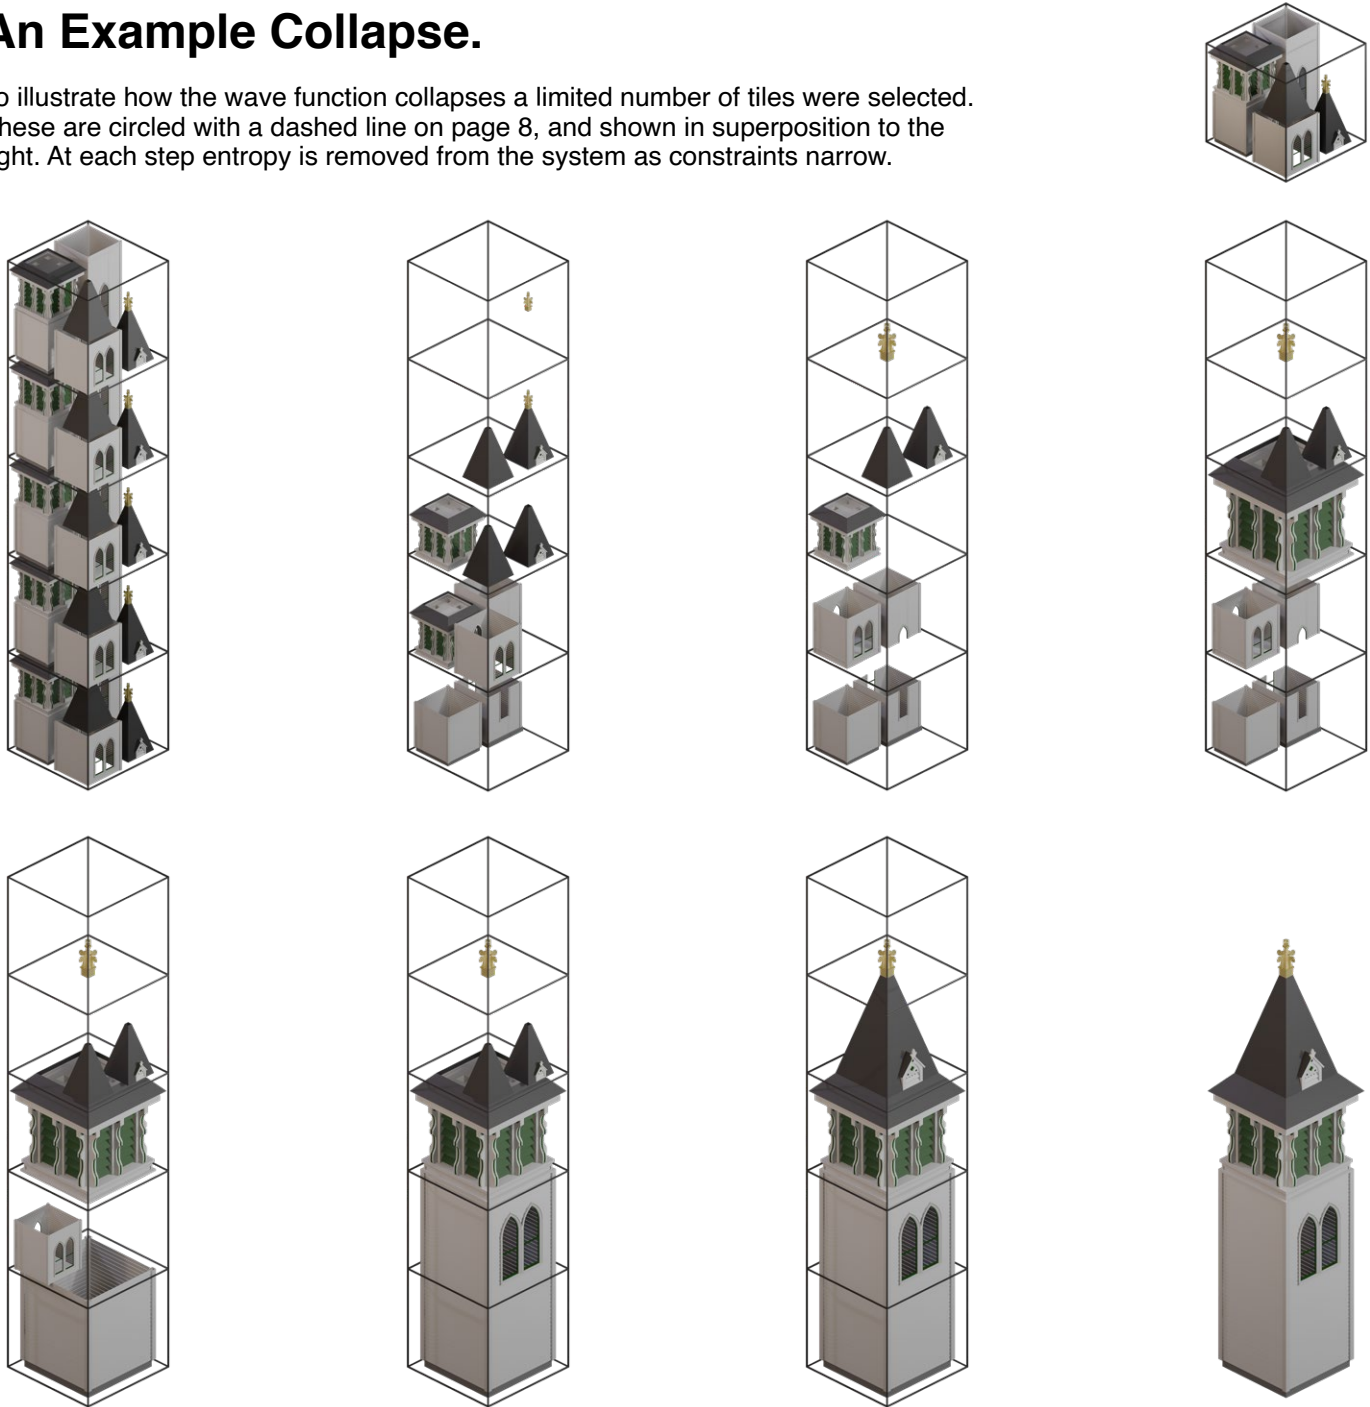 An Example Collapse.
o illustrate how the wave function collapses a limited number of tiles were selected.
hese are circled with a dashed line on page 8, and shown in superposition to the
ght. At each step entropy is removed from the system as constraints narrow.